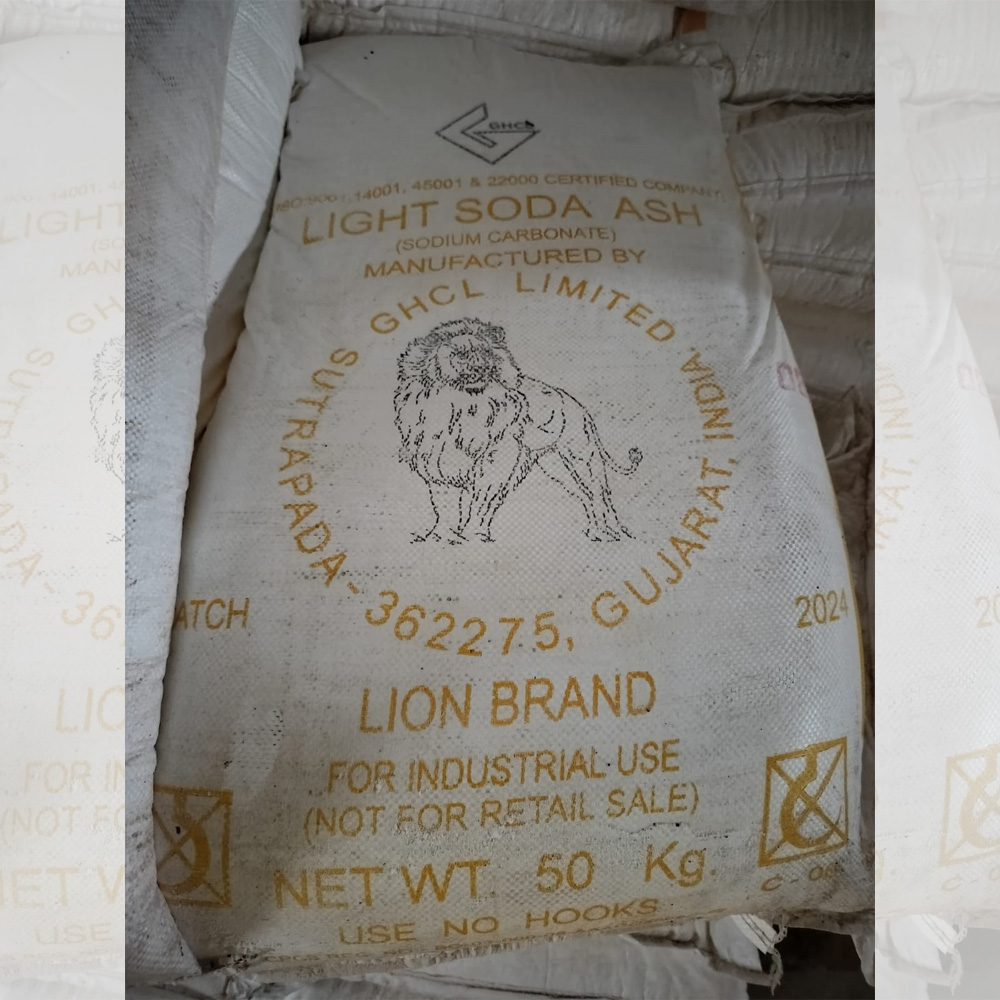 GHCL
ISO:9001,14001, 45001 & 22000 CERTIFIED COMPANY
LIGHT SODA ASH
(SODIUM CARBONATE)
MANUFACTURED BY
GHCL LIMITED,
SUTRAPADA - 362275, GUJARAT, INDIA.
ATCH
2024
LION BRAND
FOR INDUSTRIAL USE
(NOT FOR RETAIL SALE)
NET WT. 50 Kg.
USE NO HOOKS